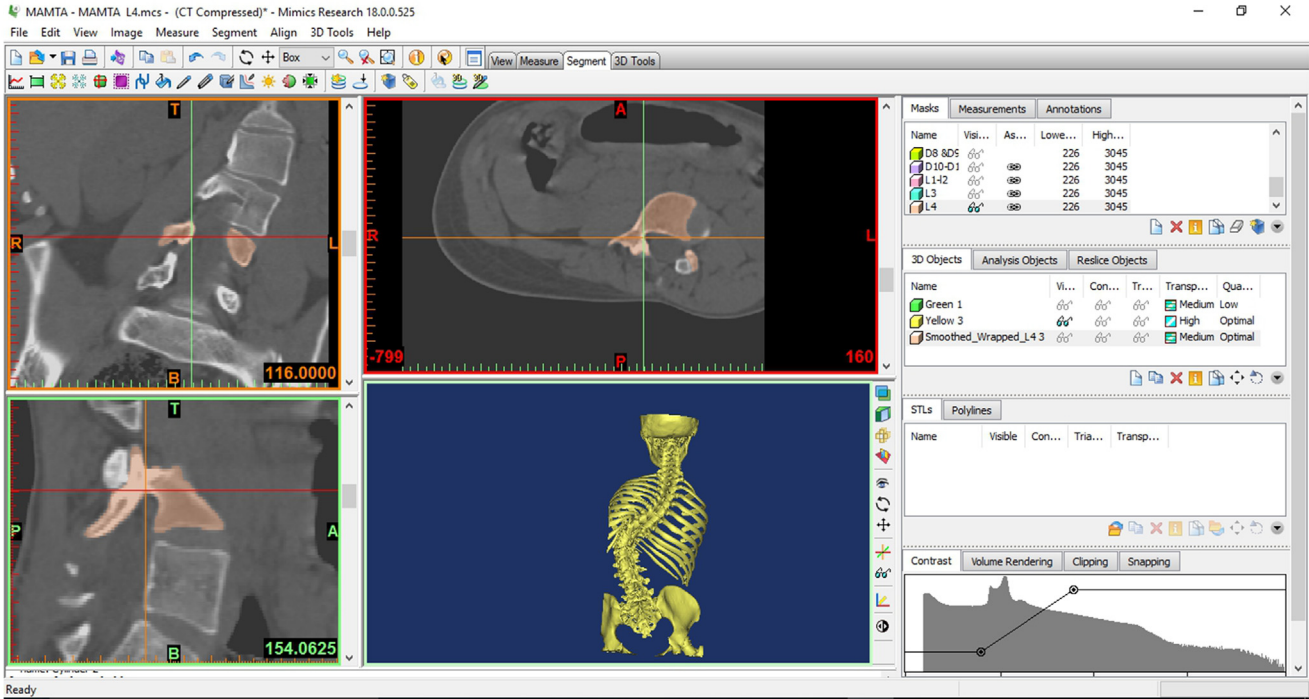 MAMTA - MAMTA L4.mcs - (CT Compressed)* - Mimics Research 18.0.0.525
File Edit View Image Measure Segment Align 3D Tools Help
Box View Measure Segment 3D Tools
T
R L
B 116.0000
A
R L
-799 P 160
T
P A
B 154.0625
Masks Measurements Annotations
Name Visi... As... Lowe... High...
D8 &D9 226 3045
D10-D1 226 3045
L1-l2 226 3045
L3 226 3045
L4 226 3045
3D Objects Analysis Objects Reslice Objects
Name Vi... Con... Tr... Transp... Qua...
Green 1 Medium Low
Yellow 3 High Optimal
Smoothed_Wrapped_L4 3 Medium Optimal
STLs Polylines
Name Visible Con... Tria... Transp...
Contrast Volume Rendering Clipping Snapping
Ready